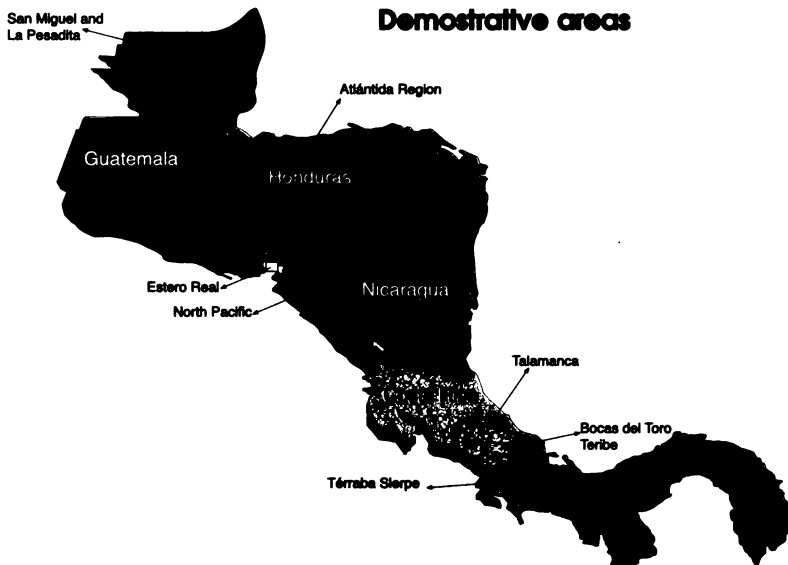 Demostrative areas
San Miguel and
La Pesadita
Atlántida Region
Guatemala
Honduras
Estero Real
Nicaragua
North Pacific
Talamanca
Bocas del Toro
Teribe
Térraba Sierpe